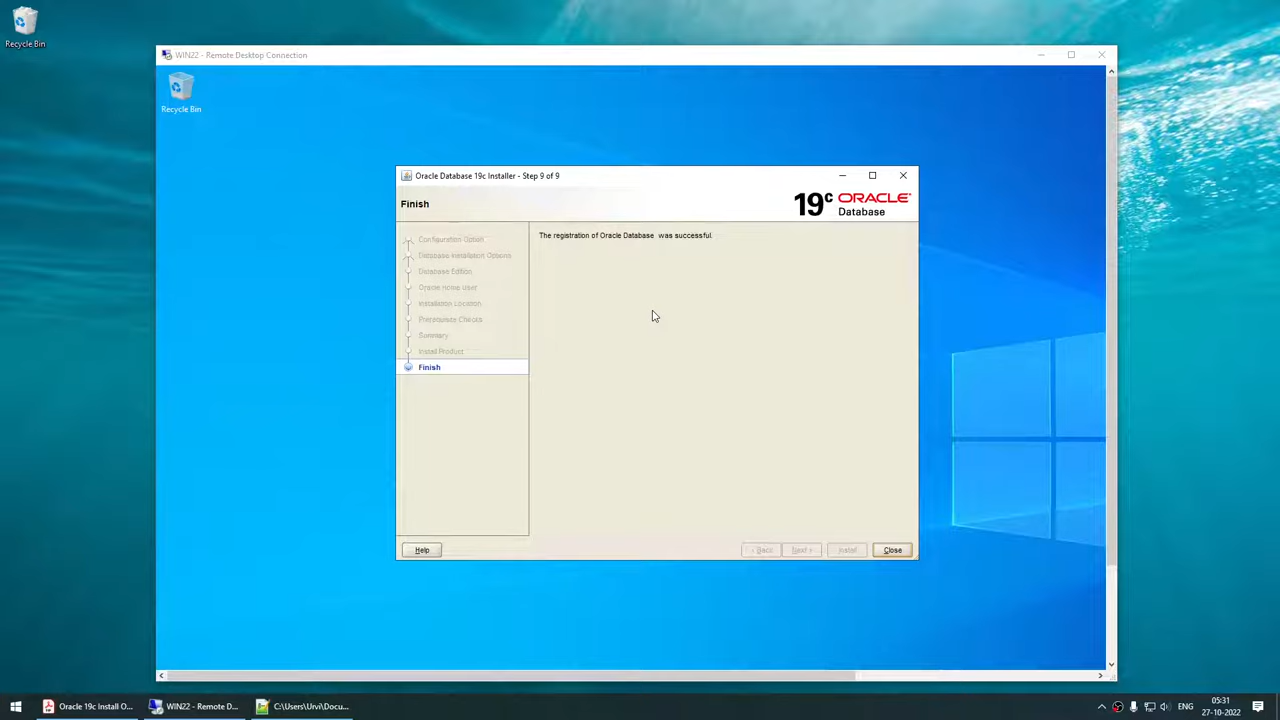 Recycle Bin
WIN22 - Remote Desktop Connection
Recycle Bin
Oracle Database 19c Installer - Step 9 of 9
Finish
19c ORACLE
Database
Configuration Option
Database Installation Options
Database Edition
Oracle Home User
Installation Location
Prerequisite Checks
Summary
Install Product
Finish
The registration of Oracle Database was successful.
Help
< Back
Next >
Install
Close
Oracle 19c Install O...
WIN22 - Remote D...
C:\Users\Urvi\Docu...
ENG
05:31
27-10-2022